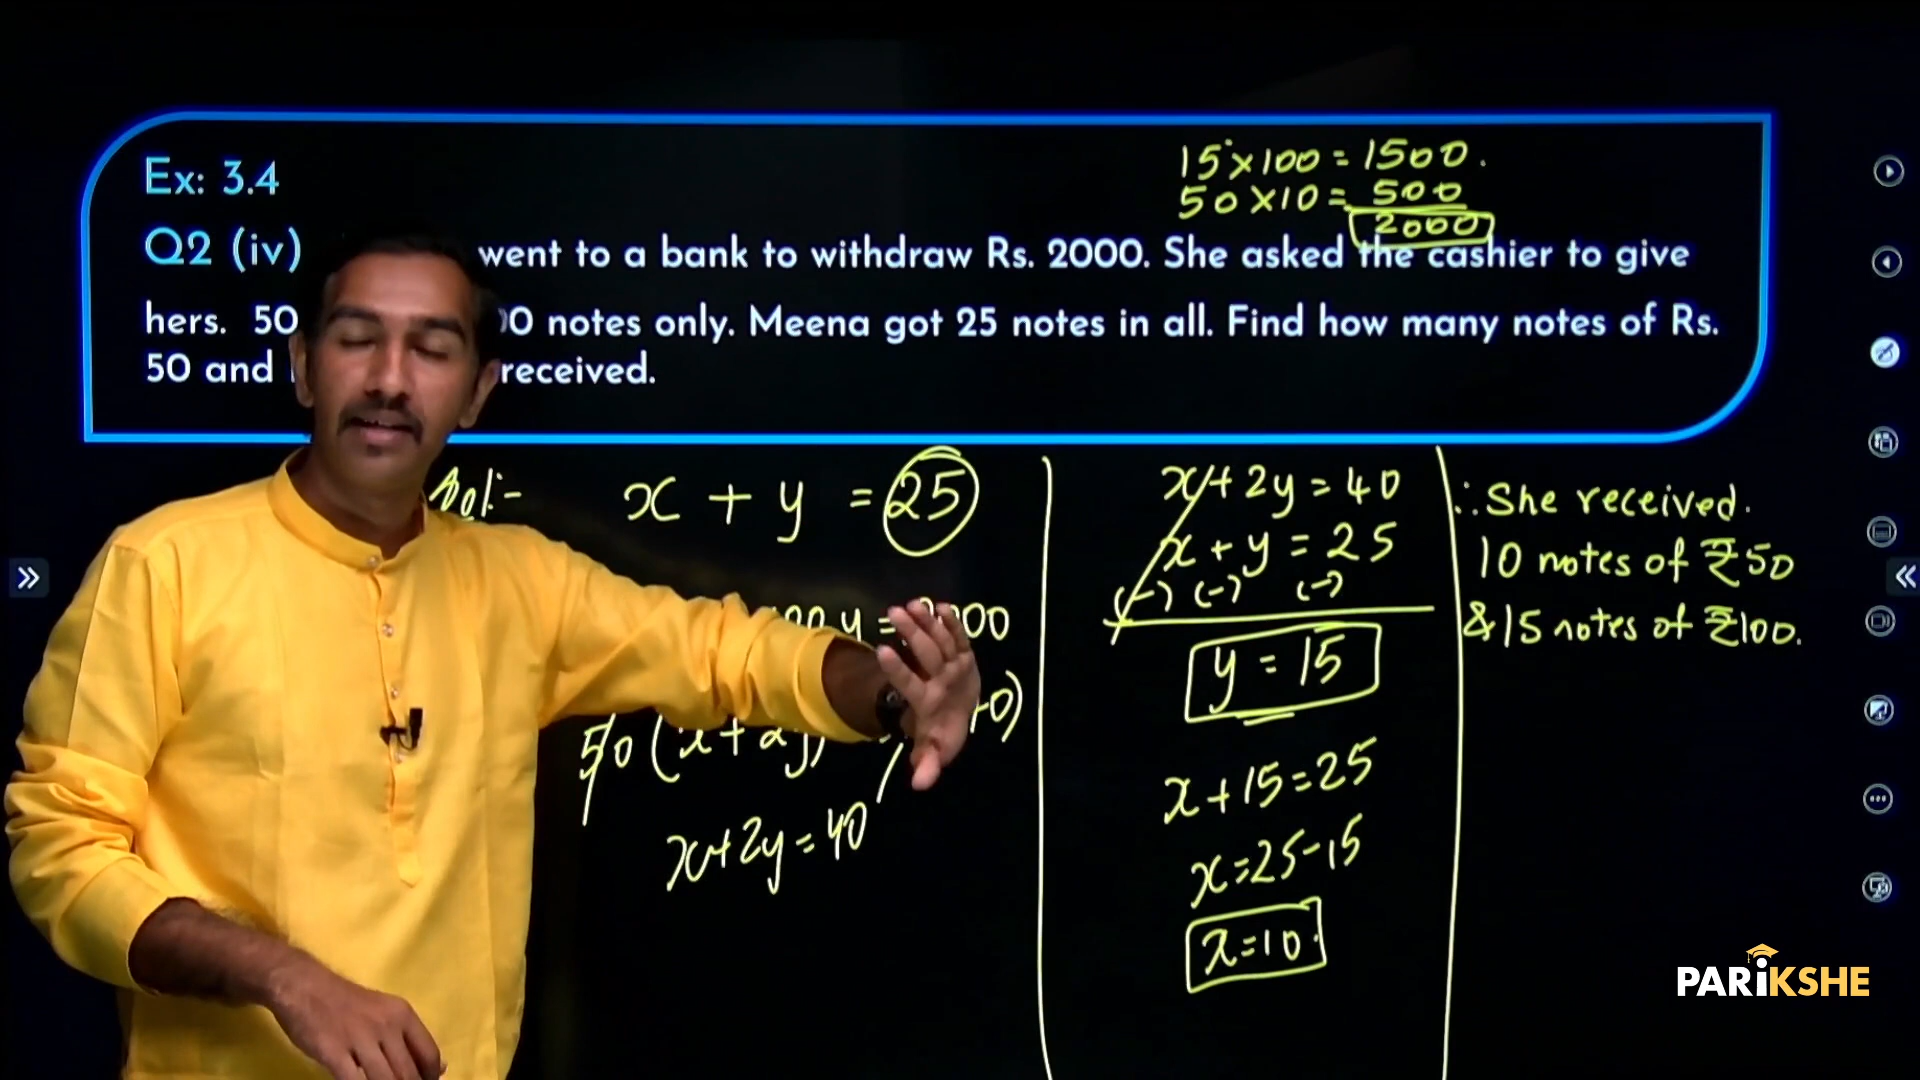 Ex: 3.4
15 × 100 = 1500.
50 × 10 = 500
2000
Q2 (iv) went to a bank to withdraw Rs. 2000. She asked the cashier to give
hers. 50 notes only. Meena got 25 notes in all. Find how many notes of Rs.
50 and received.
Sol:-
x + y = 25
y =
50 (x + 2y)
x + 2y = 40
x + 2y = 40
x + y = 25
(-) (-) (-)
y = 15
x + 15 = 25
x = 25 - 15
x = 10
∴ She received.
10 notes of ₹50
& 15 notes of ₹100.
PARiKSHE